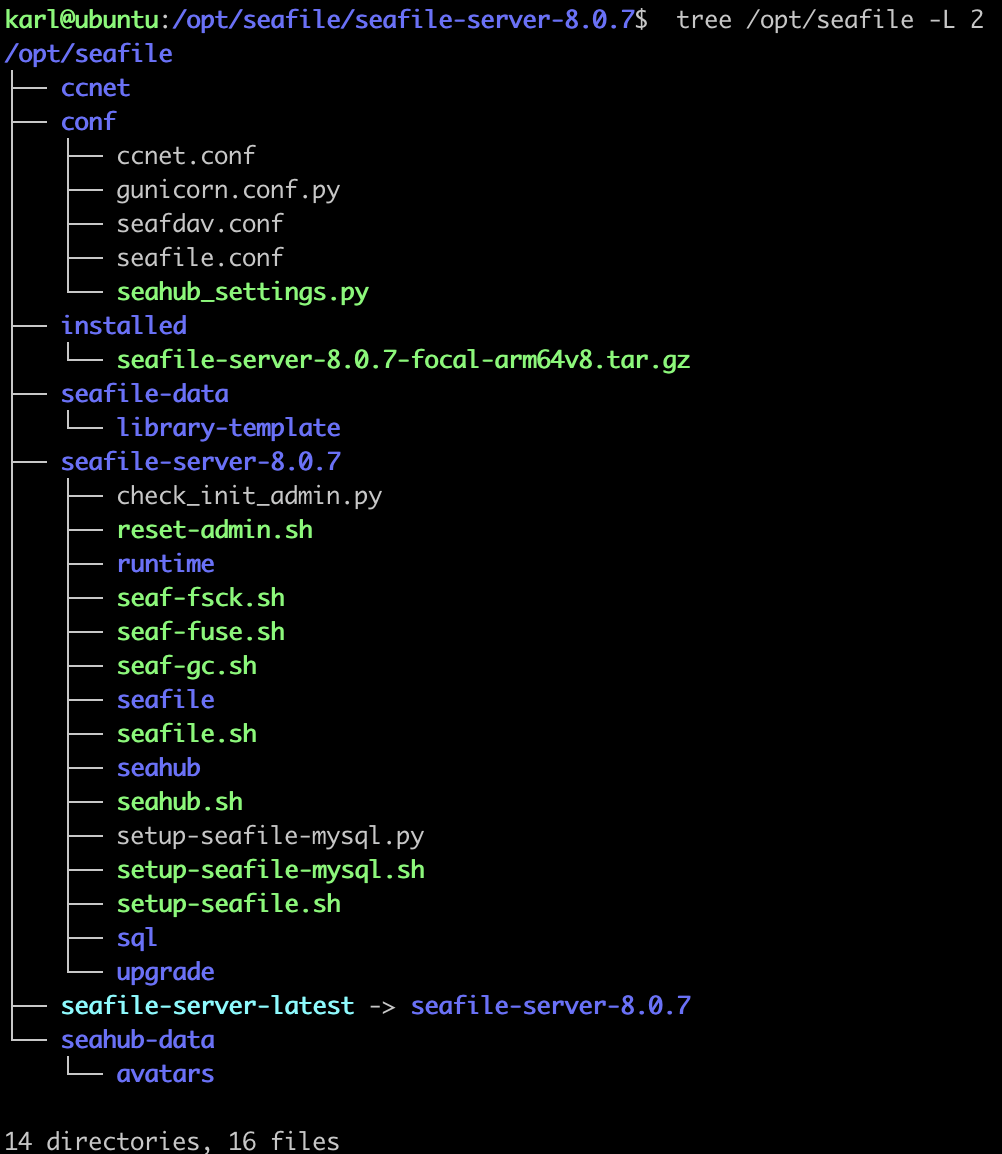 karl@ubuntu:/opt/seafile/seafile-server-8.0.7$  tree /opt/seafile -L 2
/opt/seafile
├── ccnet
├── conf
│   ├── ccnet.conf
│   ├── gunicorn.conf.py
│   ├── seafdav.conf
│   ├── seafile.conf
│   └── seahub_settings.py
├── installed
│   └── seafile-server-8.0.7-focal-arm64v8.tar.gz
├── seafile-data
│   └── library-template
├── seafile-server-8.0.7
│   ├── check_init_admin.py
│   ├── reset-admin.sh
│   ├── runtime
│   ├── seaf-fsck.sh
│   ├── seaf-fuse.sh
│   ├── seaf-gc.sh
│   ├── seafile
│   ├── seafile.sh
│   ├── seahub
│   ├── seahub.sh
│   ├── setup-seafile-mysql.py
│   ├── setup-seafile-mysql.sh
│   ├── setup-seafile.sh
│   ├── sql
│   └── upgrade
├── seafile-server-latest -> seafile-server-8.0.7
└── seahub-data
    └── avatars

14 directories, 16 files